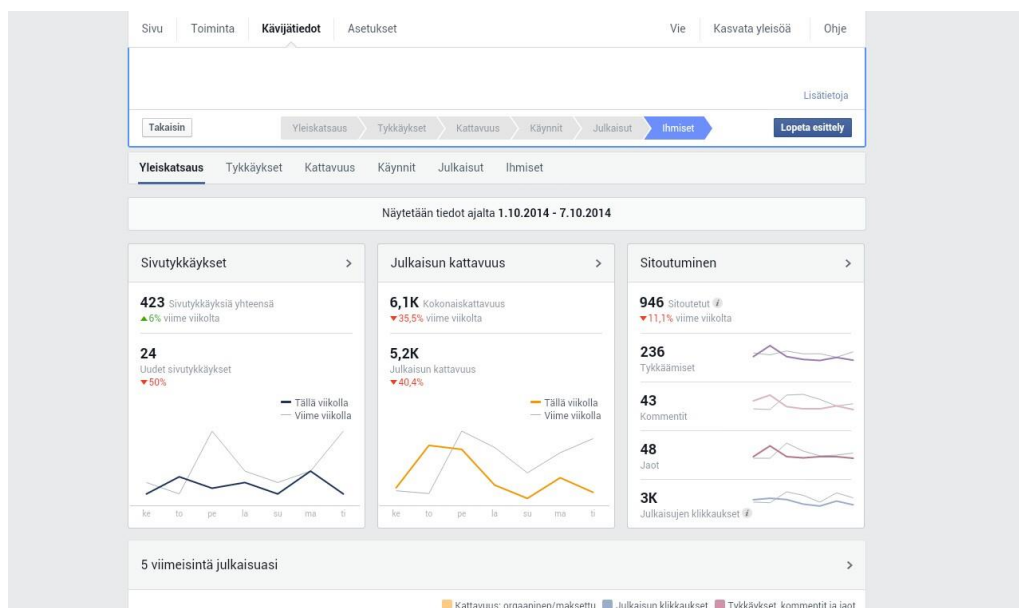 Sivu Toiminta Kävijätiedot Asetukset Vie Kasvata yleisöä Ohje
Lisätietoja
Takaisin Yleiskatsaus Tykkäykset Kattavuus Käynnit Julkaisut Ihmiset Lopeta esittely
Yleiskatsaus Tykkäykset Kattavuus Käynnit Julkaisut Ihmiset
Näytetään tiedot ajalta 1.10.2014 - 7.10.2014
Sivutykkäykset
423 Sivutykkäyksiä yhteensä
6% viime viikolta
24
Uudet sivutykkäykset
50%
Tällä viikolla
Viime viikolla
ke to pe la su ma ti
Julkaisun kattavuus
6,1K Kokonaiskattavuus
35,5% viime viikolta
5,2K
Julkaisun kattavuus
40,4%
Tällä viikolla
Viime viikolla
ke to pe la su ma ti
Sitoutuminen
946 Sitoutetut
11,1% viime viikolta
236
Tykkäämiset
43
Kommentit
48
Jaot
3K
Julkaisujen klikkaukset
5 viimeisintä julkaisuasi
Kattavuus: orgaaninen/maksettu Julkaisun klikkaukset Tykkäykset, kommentit ja jaot